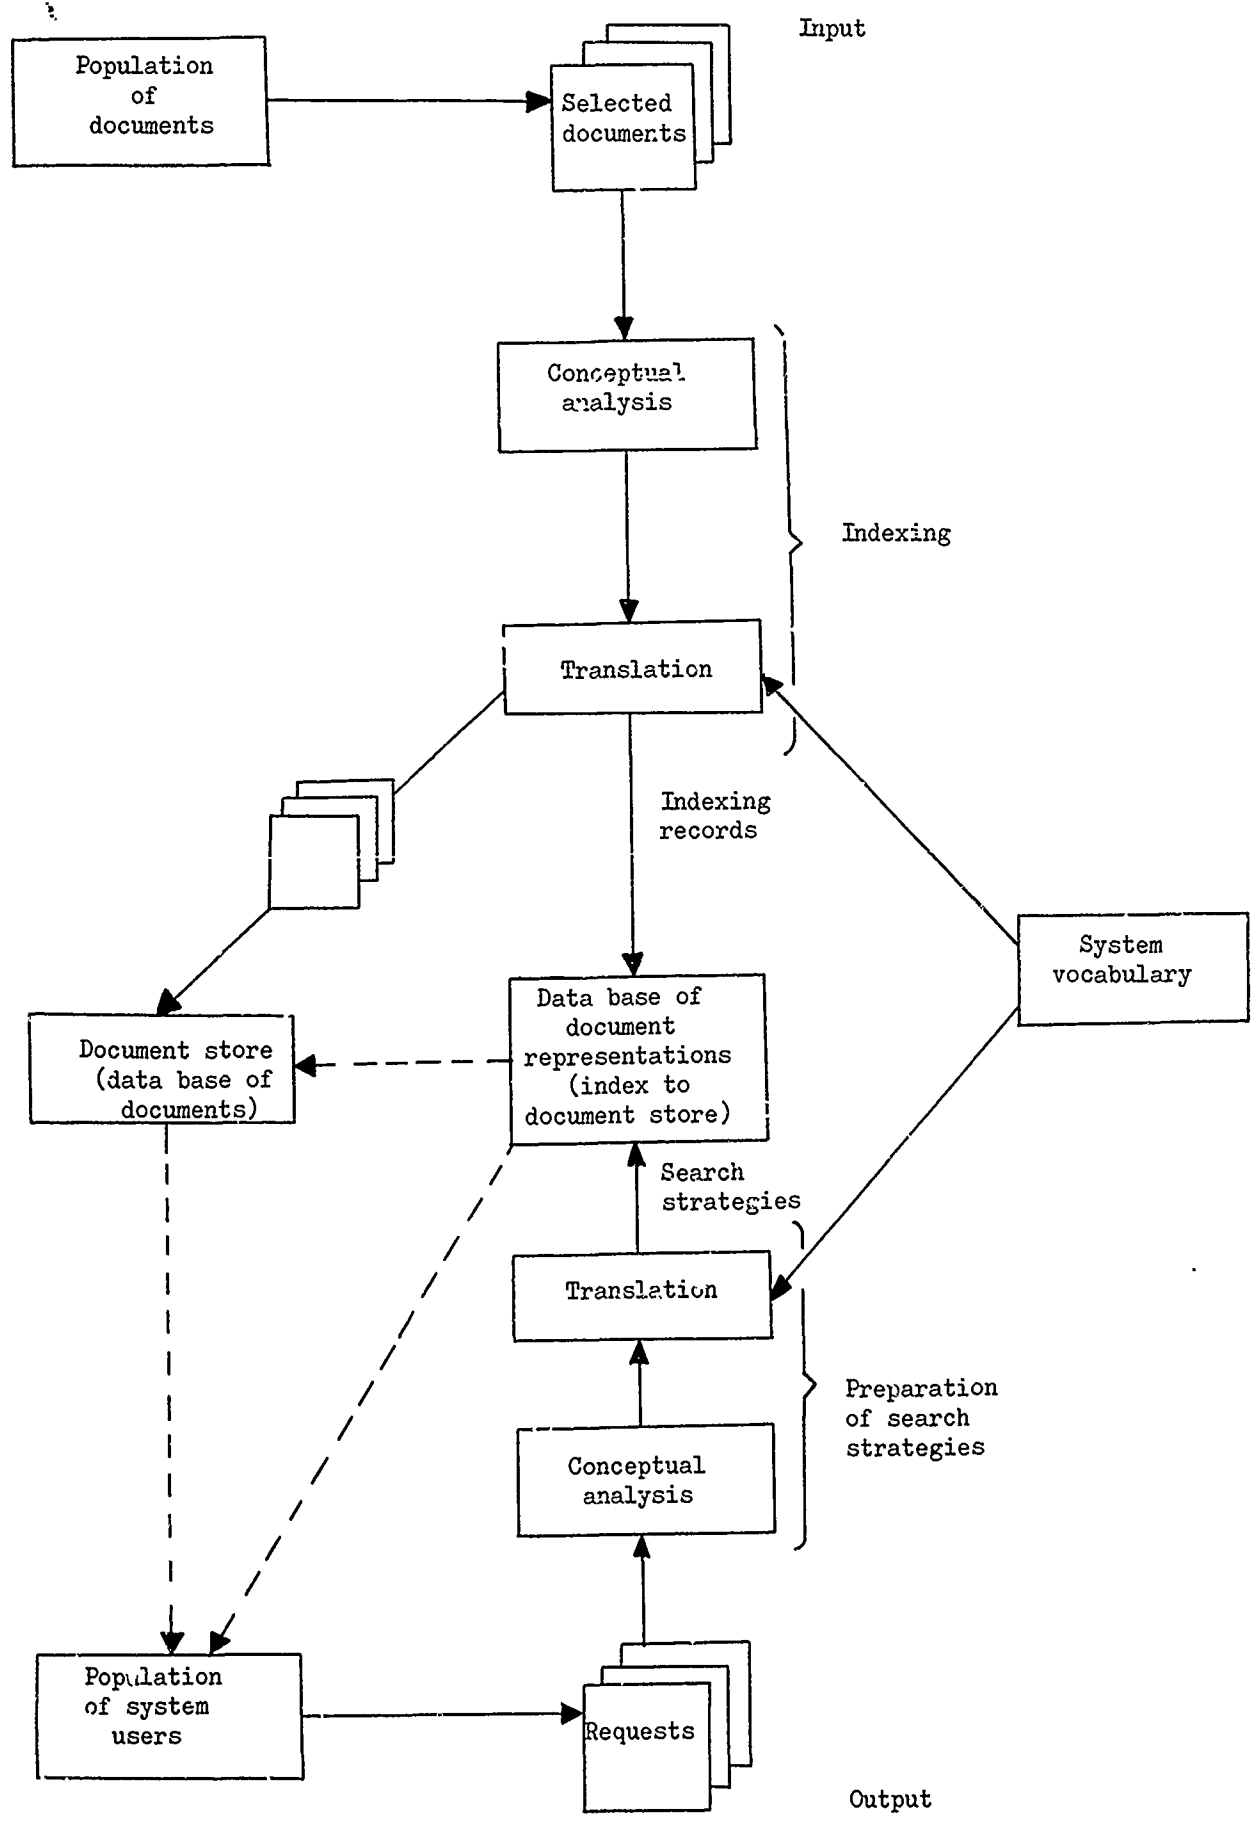 Input
Population
of
documents
Selected
documents
Conceptual
analysis
Indexing
Translation
Indexing
records
System
vocabulary
Data base of
document
representations
(index to
document store)
Document store
(data base of
documents)
Search
strategies
Translation
Preparation
of search
strategies
Conceptual
analysis
Population
of system
users
Requests
Output